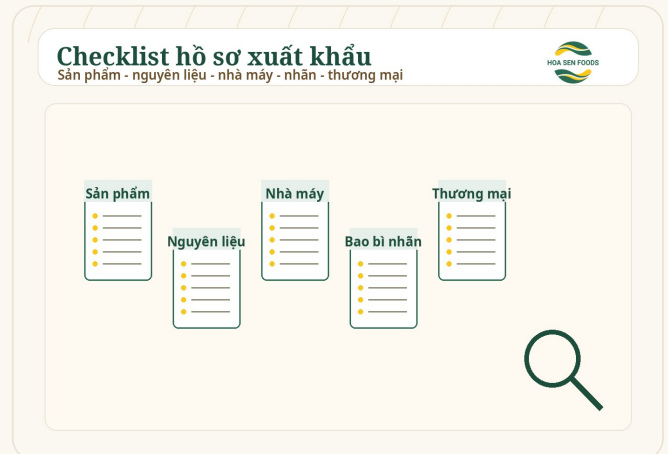 Checklist hồ sơ xuất khẩu
Sản phẩm - nguyên liệu - nhà máy - nhãn - thương mại
HOA SEN FOODS
Sản phẩm
Nguyên liệu
Nhà máy
Bao bì nhãn
Thương mại